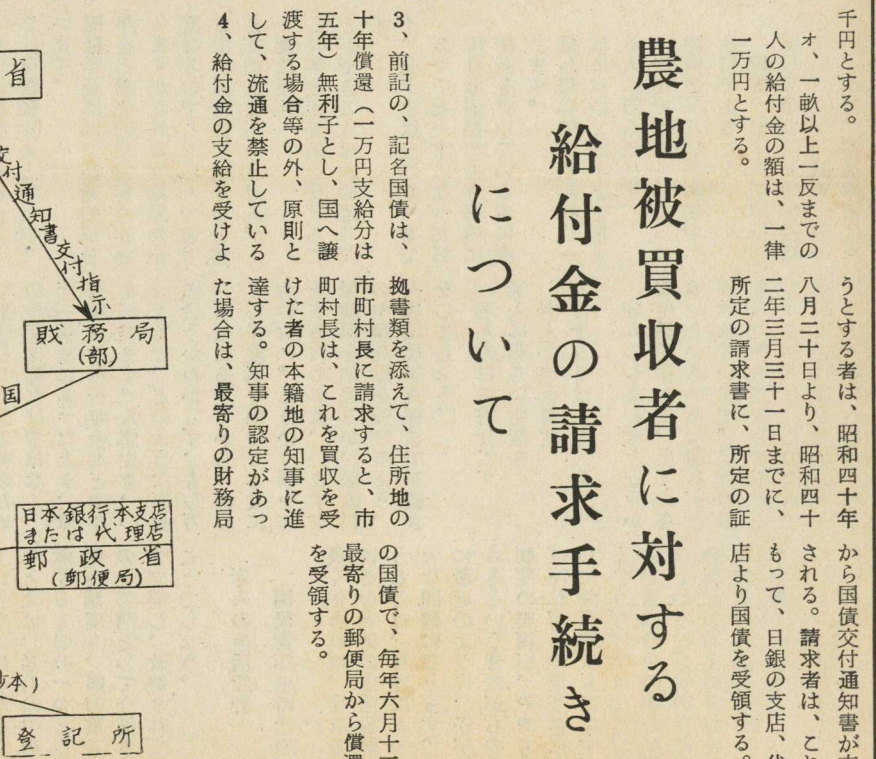 農地被買収者に対する
給付金の請求手続き
について
千円とする。
オ、一畝以上一反までの
人の給付金の額は、一律
一万円とする。
3、前記の、記名国債は、
十年償還（一万円支給分は
五年）無利子とし、国へ譲
渡する場合等の外、原則と
して、流通を禁止している
4、給付金の支給を受けよ
うとする者は、昭和四十年
八月二十日より、昭和四十
二年三月三十一日までに、
所定の請求書に、所定の証
拠書類を添えて、住所地の
市町村長に請求すると、市
町村長は、これを買収を受
けた者の本籍地の知事に進
達する。知事の認定があっ
た場合は、最寄りの財務局
から国債交付通知書が
される。請求者は、こ
もって、日銀の支店、
店より国債を受領する。
の国債で、毎年六月十
最寄りの郵便局から償
を受領する。
省
交付通知書交付指示
財務局
(部)
国
日本銀行本支店
または代理店
郵政省
(郵便局)
本)
登記所